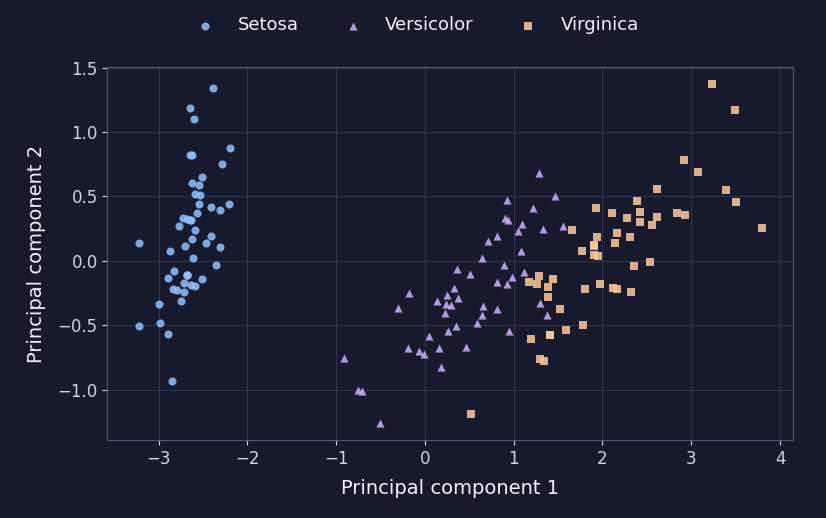 Setosa Versicolor Virginica
1.5
1.0
0.5
0.0
−0.5
−1.0
Principal component 2
−3 −2 −1 0 1 2 3 4
Principal component 1